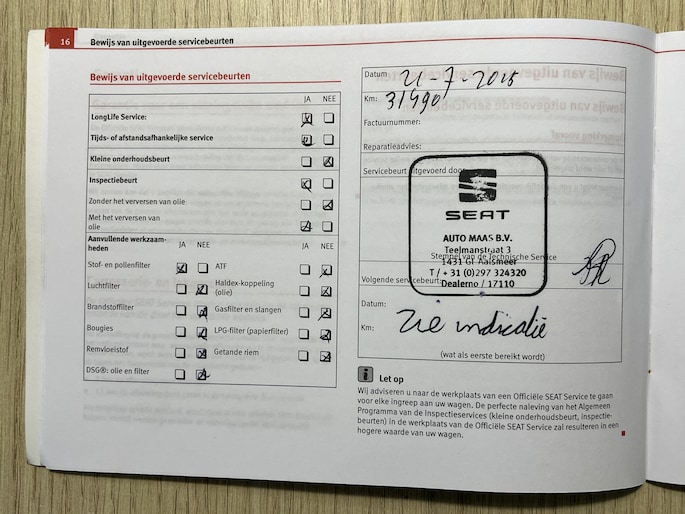 16 Bewijs van uitgevoerde servicebeurten
Bewijs van uitgevoerde servicebeurten
JA NEE
LongLife Service:
Tijds- of afstandsafhankelijke service
Kleine onderhoudsbeurt
Inspectiebeurt
Zonder het verversen van olie
Met het verversen van
olie
Aanvullende werkzaam-
heden
JA NEE JA NEE
Stof- en pollenfilter ATF
Luchtfilter Haldex-koppeling
(olie)
Brandstoffilter Gasfilter en slangen
Bougies LPG-filter (papierfilter)
Remvloeistof Getande riem
DSG®: olie en filter
Datum: 21-7-2015
Km: 31490
Factuurnummer:
Reparatieadvies:
Servicebeurt uitgevoerd door:
SEAT
AUTO MAAS B.V.
Teelmanstraat 3
Stempel van de Technische Service
1431 GT Aalsmeer
T / + 31 (0)297 324320
Volgende servicebeurt:
Dealerno / 17110
Datum:
Km: Zie indicatie
(wat als eerste bereikt wordt)
i Let op
Wij adviseren u naar de werkplaats van een Officiële SEAT Service te gaan
voor elke ingreep aan uw wagen. De perfecte naleving van het Algemeen
Programma van de Inspectieservices (kleine onderhoudsbeurt, inspectie-
beurten) in de werkplaats van de Officiële SEAT Service zal resulteren in een
hogere waarde van uw wagen.